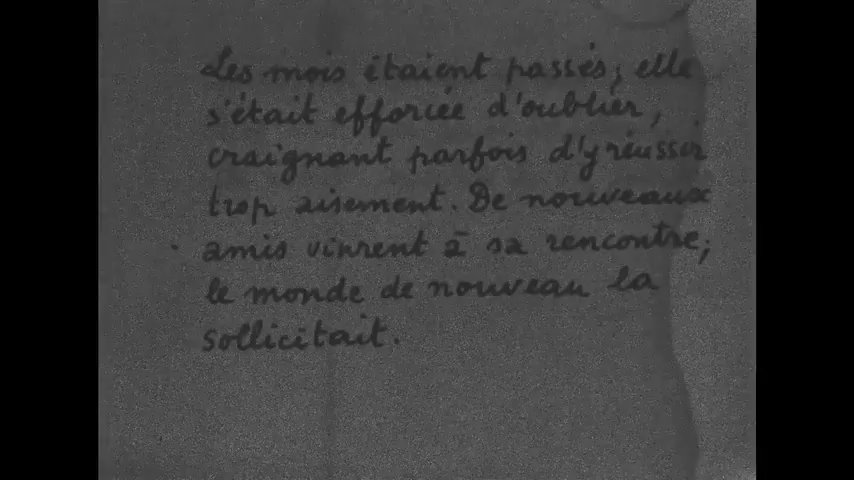 Les mois étaient passés; elle
s'était efforcée d'oublier,
craignant parfois d'y réussir
trop aisément. De nouveaux
amis vinrent à sa rencontre;
le monde de nouveau la
sollicitait.